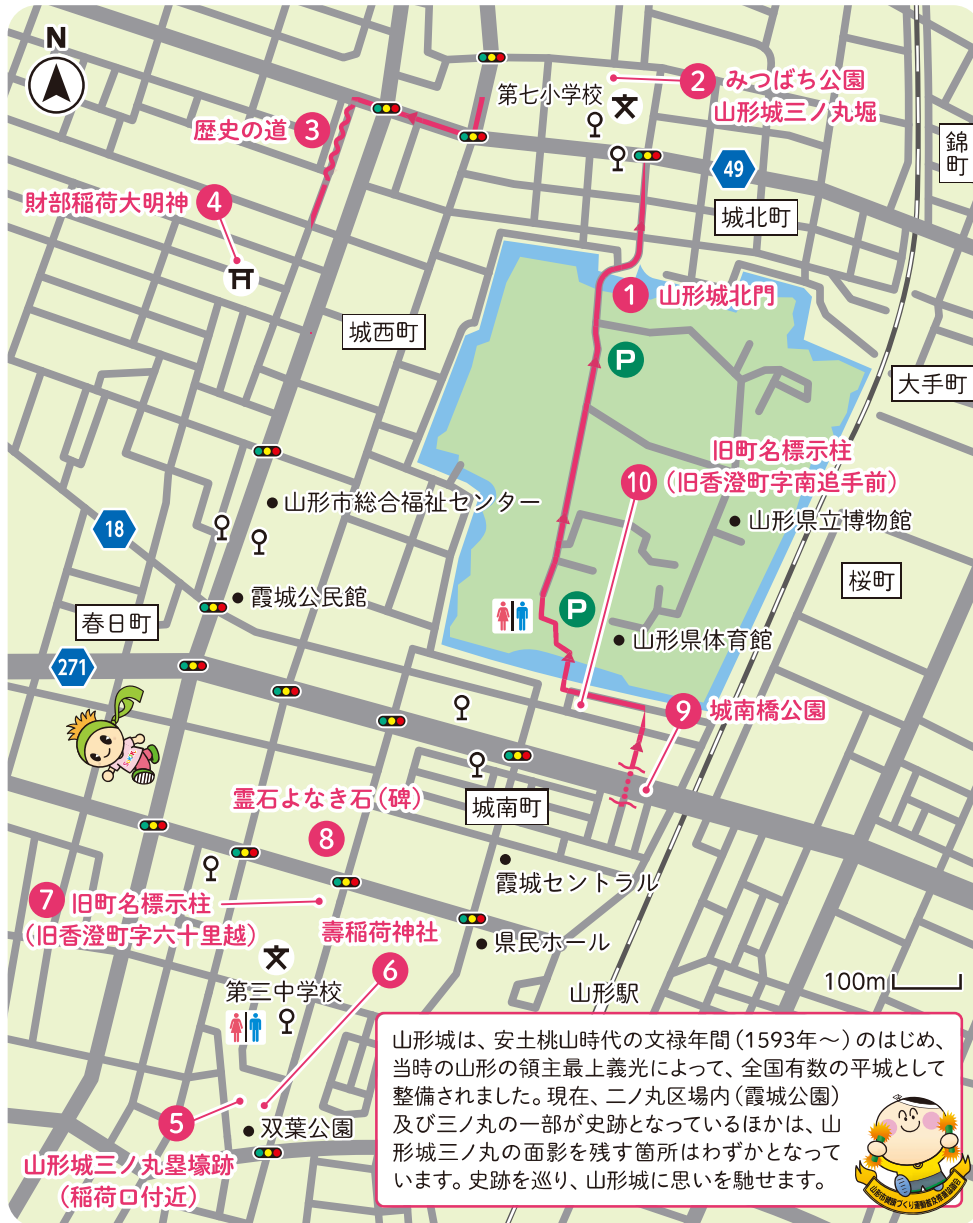 N
第七小学校
2 みつばち公園
山形城三ノ丸堀
歴史の道 3
49
錦町
財部稲荷大明神 4
城北町
1 山形城北門
城西町
P
大手町
旧町名標示柱
10 (旧香澄町字南追手前)
山形市総合福祉センター
山形県立博物館
18
桜町
霞城公民館
春日町
P
山形県体育館
271
9 城南橋公園
霊石よなき石(碑)
8
城南町
霞城セントラル
7 旧町名標示柱
(旧香澄町字六十里越)
壽稲荷神社
6
県民ホール
第三中学校
山形駅
100m
5
双葉公園
山形城三ノ丸塁壕跡
(稲荷口付近)
山形城は、安土桃山時代の文禄年間(1593年~)のはじめ、
当時の山形の領主最上義光によって、全国有数の平城として
整備されました。現在、二ノ丸区場内(霞城公園)
及び三ノ丸の一部が史跡となっているほかは、山
形城三ノ丸の面影を残す箇所はわずかとなって
います。史跡を巡り、山形城に思いを馳せます。